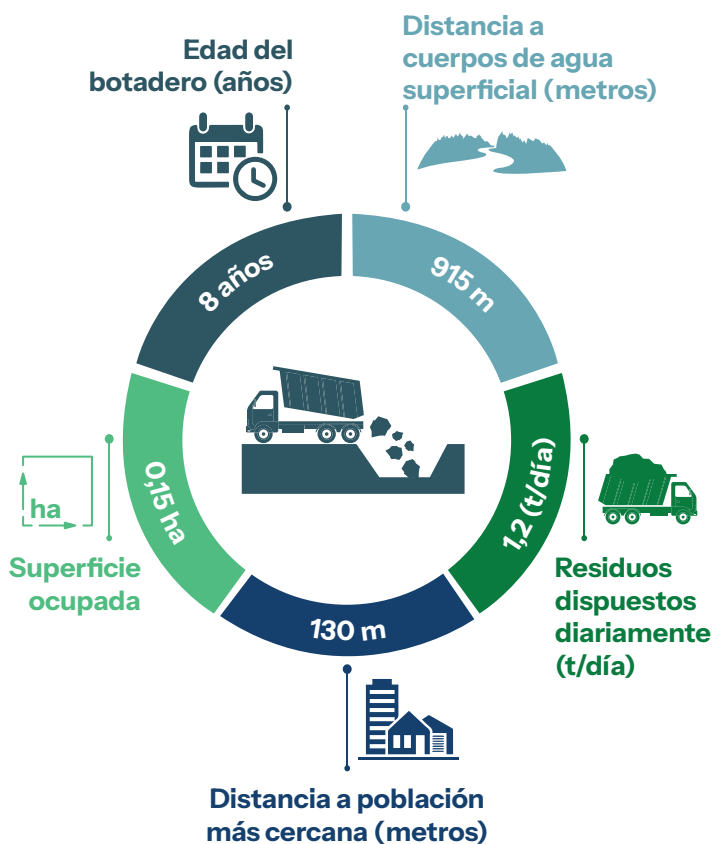 Edad del
botadero (años)
Distancia a
cuerpos de agua
superficial (metros)
8 años
915 m
0,15 ha
1,2 (t/día)
130 m
ha
Superficie
ocupada
Residuos
dispuestos
diariamente
(t/día)
Distancia a población
más cercana (metros)